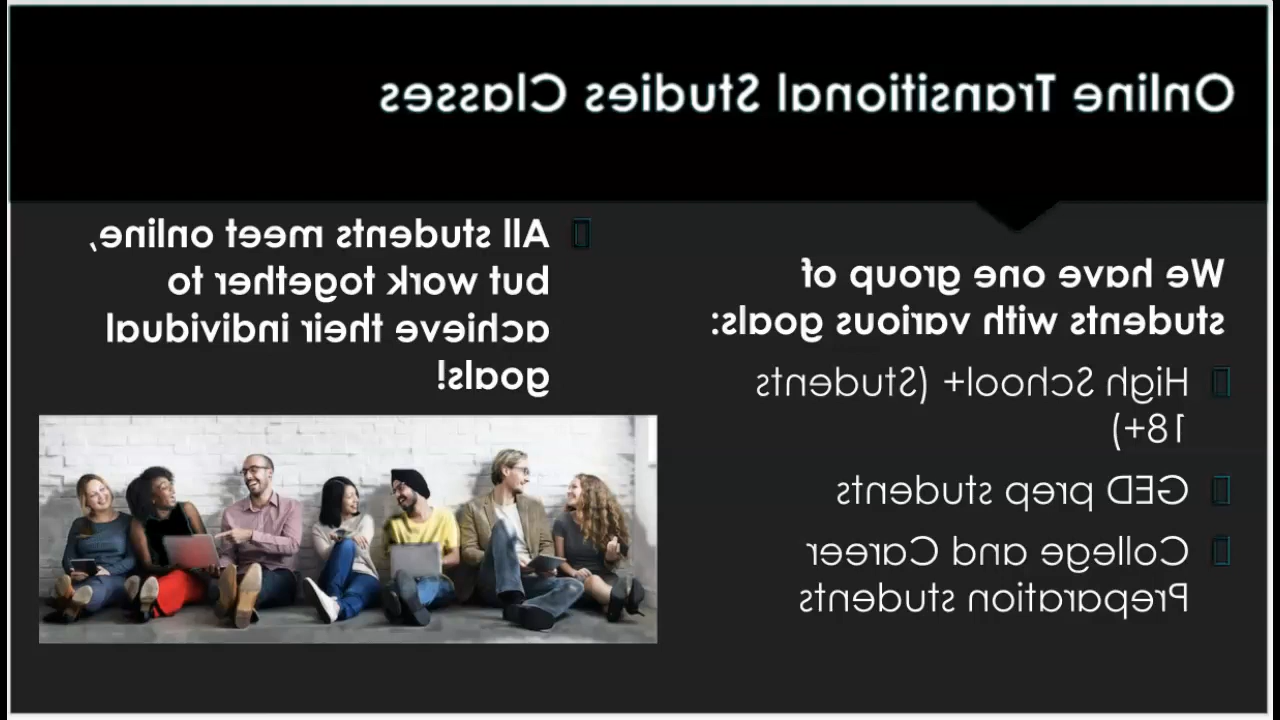 Online Transitional Studies Classes
We have one group of
students with various goals:
High School+ (Students
18+)
GED prep students
College and Career
Preparation students
All students meet online,
but work together to
achieve their individual
goals!